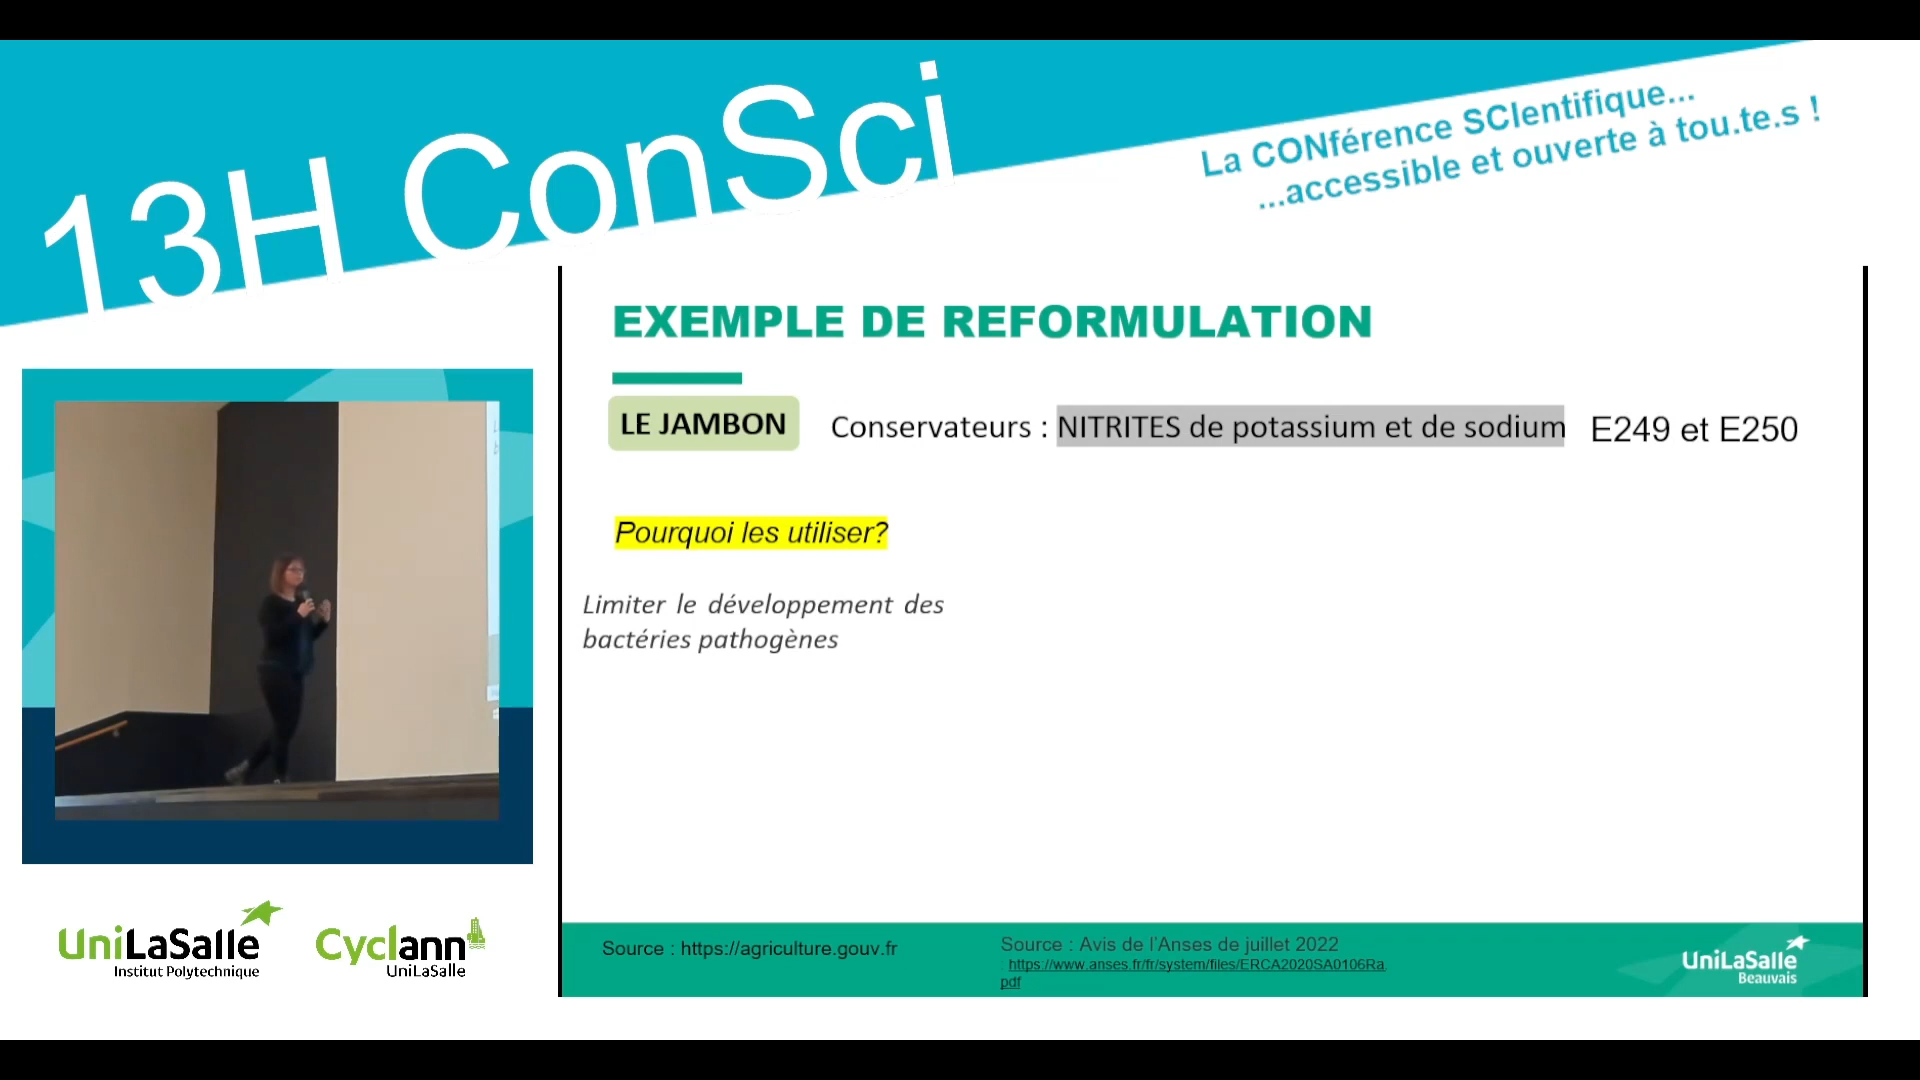 13H ConSci
La CONférence SCIentifique...
...accessible et ouverte à tou.te.s !
EXEMPLE DE REFORMULATION
LE JAMBON
Conservateurs : NITRITES de potassium et de sodium E249 et E250
Pourquoi les utiliser?
Limiter le développement des
bactéries pathogènes
Source : https://agriculture.gouv.fr
Source : Avis de l'Anses de juillet 2022
: https://www.anses.fr/fr/system/files/ERCA2020SA0106Ra.
pdf
UniLaSalle
Beauvais
UniLaSalle
Institut Polytechnique
Cyclann
UniLaSalle